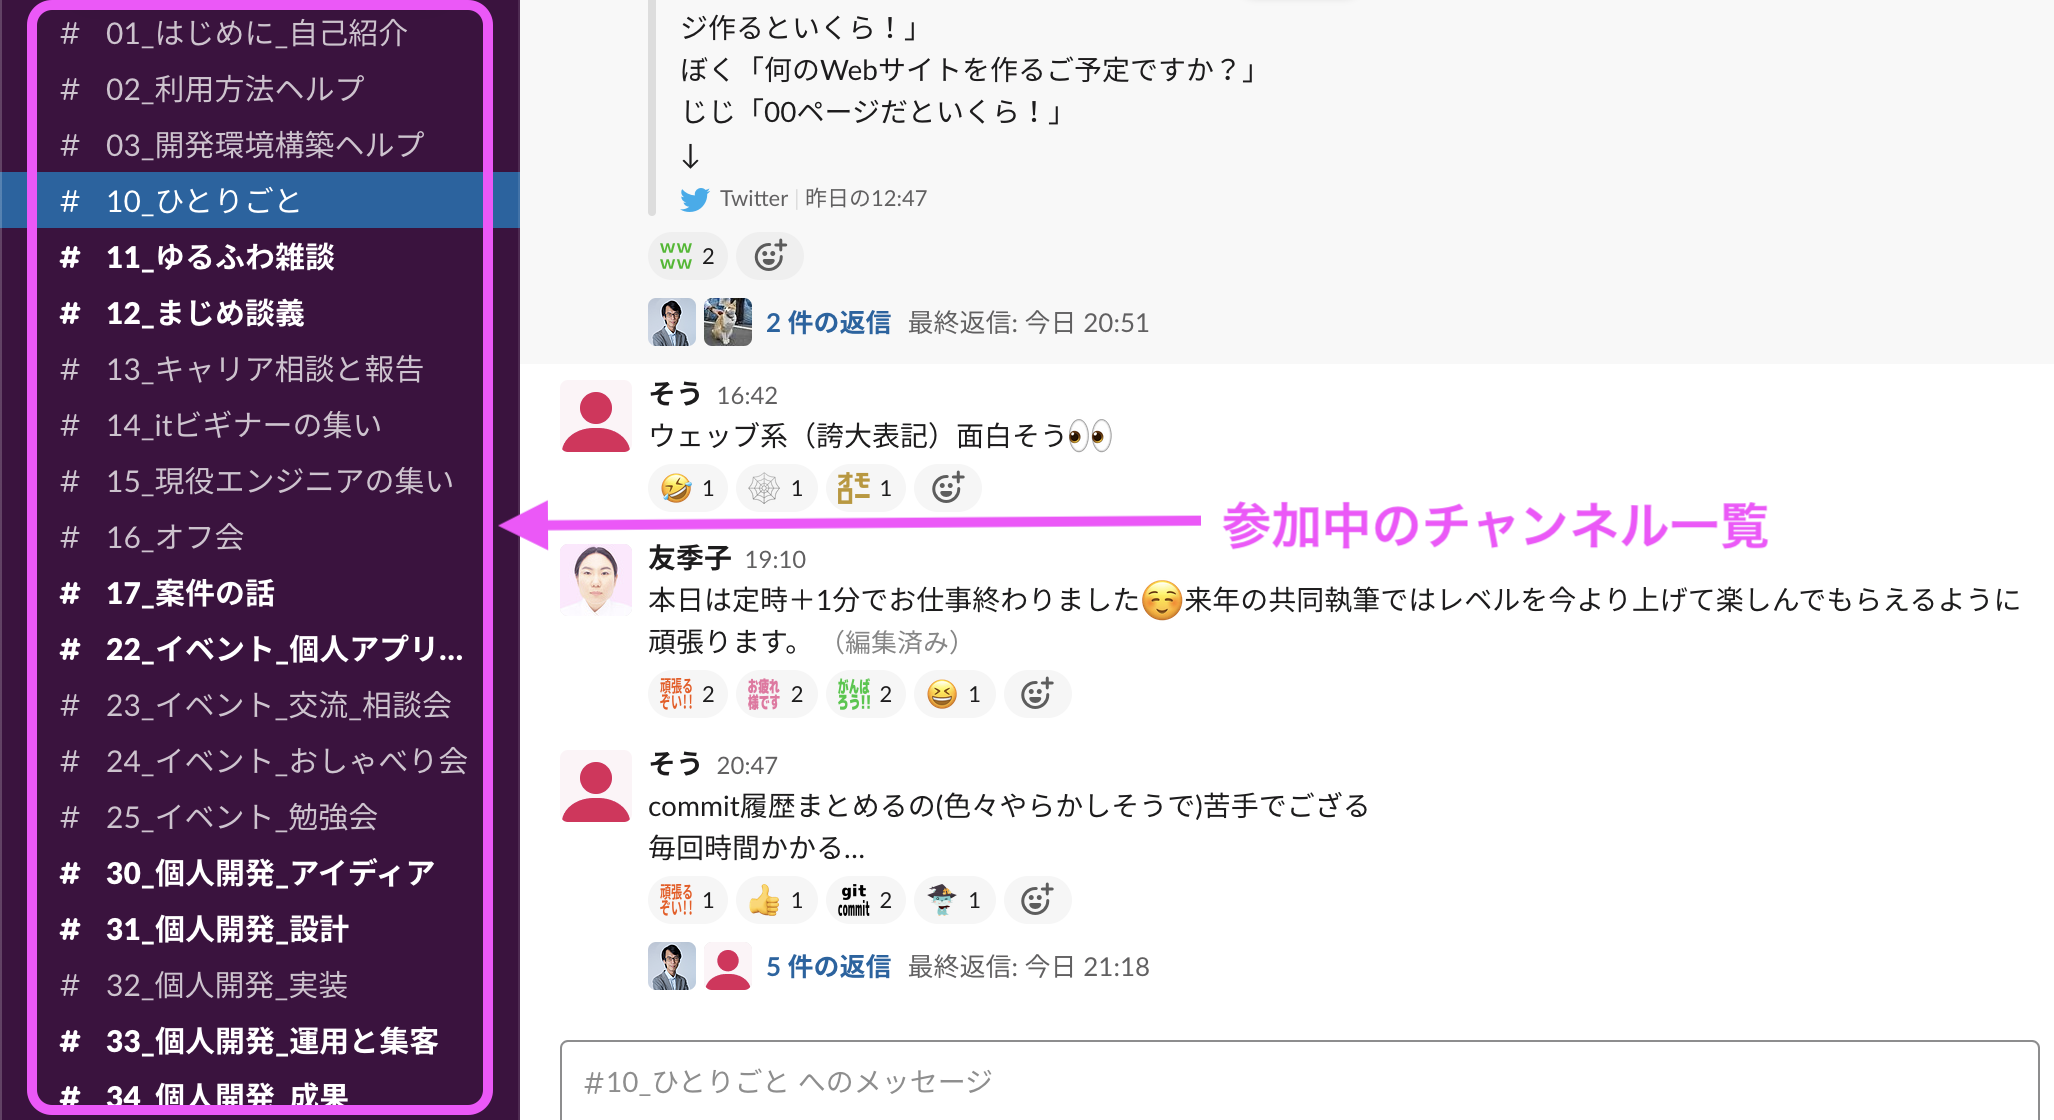 # 01_はじめに_自己紹介
# 02_利用方法ヘルプ
# 03_開発環境構築ヘルプ
# 10_ひとりごと
# 11_ゆるふわ雑談
# 12_まじめ談義
# 13_キャリア相談と報告
# 14_itビギナーの集い
# 15_現役エンジニアの集い
# 16_オフ会
# 17_案件の話
# 22_イベント_個人アプリ...
# 23_イベント_交流_相談会
# 24_イベント_おしゃべり会
# 25_イベント_勉強会
# 30_個人開発_アイディア
# 31_個人開発_設計
# 32_個人開発_実装
# 33_個人開発_運用と集客
# 34_個人開発_成果
ジ作るといくら！」
ぼく「何のWebサイトを作るご予定ですか？」
じじ「00ページだといくら！」
↓
Twitter | 昨日の12:47
ww
ww 2
2 件の返信 最終返信: 今日 20:51
そう 16:42
ウェッブ系（誇大表記）面白そう👀
1 1 オモ
ロー 1
参加中のチャンネル一覧
友季子 19:10
本日は定時＋1分でお仕事終わりました☺️来年の共同執筆ではレベルを今より上げて楽しんでもらえるように
頑張ります。 （編集済み）
頑張る
ぞい!! 2 お疲れ
様です 2 がんば
ろう!! 2 1
そう 20:47
commit履歴まとめるの(色々やらかしそうで)苦手でござる
毎回時間かかる...
頑張る
ぞい!! 1 1 git
commit 2 1
5 件の返信 最終返信: 今日 21:18
#10_ひとりごと へのメッセージ